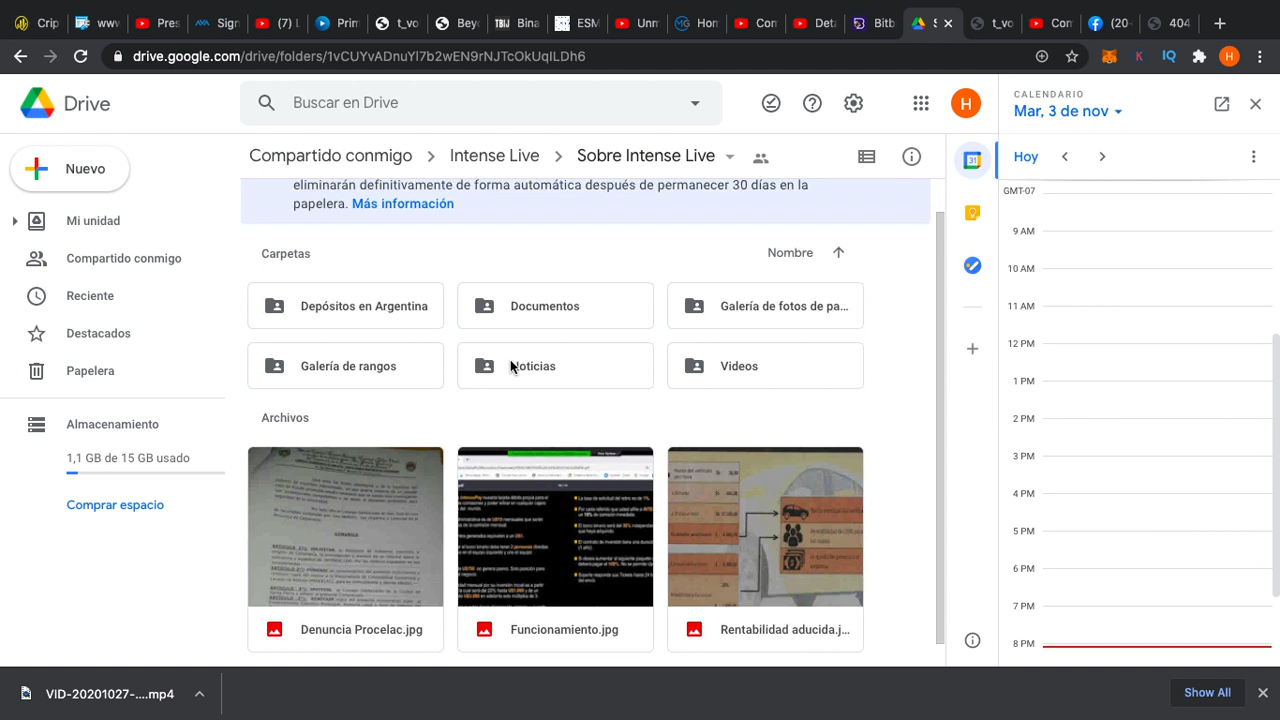 Crip
www
Pres
Sign
(7) L
Prim
t_vo
Beyo
Bina
ESM
Unr
Hom
Con
Deta
Bitb
S
t_vo
Con
(20-
404
drive.google.com/drive/folders/1vCUYvADnuYI7b2wEN9rNJTcOkUqILDh6
K
IQ
H
Drive
Buscar en Drive
H
CALENDARIO
Mar, 3 de nov
Nuevo
Compartido conmigo
Intense Live
Sobre Intense Live
31
Hoy
GMT-07
eliminarán definitivamente de forma automática después de permanecer 30 días en la
papelera. Más información
Mi unidad
Compartido conmigo
Reciente
Destacados
Papelera
Almacenamiento
1,1 GB de 15 GB usado
Comprar espacio
Carpetas
Nombre
Depósitos en Argentina
Documentos
Galería de fotos de pa...
Galería de rangos
Noticias
Videos
Archivos
Denuncia Procelac.jpg
Funcionamiento.jpg
Rentabilidad aducida.j...
9 AM
10 AM
11 AM
12 PM
1 PM
2 PM
3 PM
4 PM
5 PM
6 PM
7 PM
8 PM
VID-20201027-....mp4
Show All